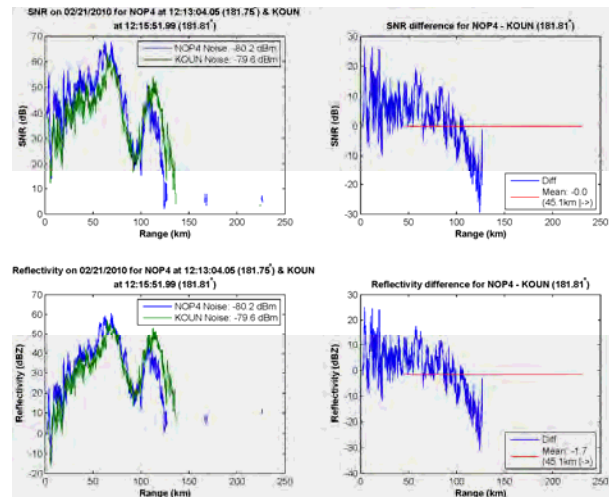 SNR on 02/21/2010 for NOP4 at 12:13:04.05 (181.75°) & KOUN
at 12:15:51.99 (181.81°)
NOP4 Noise: -80.2 dBm
KOUN Noise: -79.6 dBm
SNR (dB)
80
70
60
50
40
30
20
10
0
0 50 100 150 200 250
Range (km)
SNR difference for NOP4 - KOUN (181.81°)
SNR (dB)
30
20
10
0
-10
-20
-30
Diff
Mean: -0.0
(45.1km |->)
0 50 100 150 200 250
Range (km)
Reflectivity on 02/21/2010 for NOP4 at 12:13:04.05 (181.75°) & KOUN
at 12:15:51.99 (181.81°)
NOP4 Noise: -80.2 dBm
KOUN Noise: -79.6 dBm
Reflectivity (dBZ)
70
60
50
40
30
20
10
0
-10
-20
0 50 100 150 200 250
Range (km)
Reflectivity difference for NOP4 - KOUN (181.81°)
Reflectivity (dBZ)
30
20
10
0
-10
-20
-30
-40
Diff
Mean: -1.7
(45.1km |->)
0 50 100 150 200 250
Range (km)